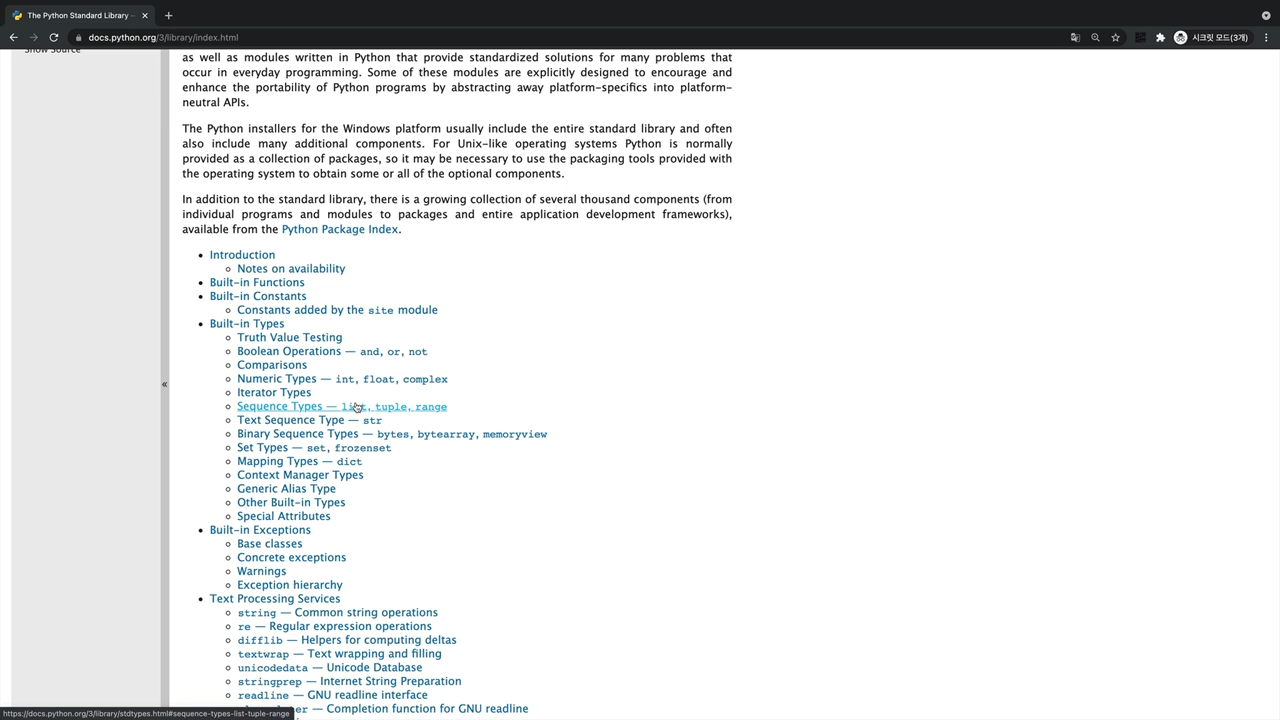 The Python Standard Library —
docs.python.org/3/library/index.html
시크릿 모드(3개)
Show Source
as well as modules written in Python that provide standardized solutions for many problems that
occur in everyday programming. Some of these modules are explicitly designed to encourage and
enhance the portability of Python programs by abstracting away platform-specifics into platform-
neutral APIs.
The Python installers for the Windows platform usually include the entire standard library and often
also include many additional components. For Unix-like operating systems Python is normally
provided as a collection of packages, so it may be necessary to use the packaging tools provided with
the operating system to obtain some or all of the optional components.
In addition to the standard library, there is a growing collection of several thousand components (from
individual programs and modules to packages and entire application development frameworks),
available from the Python Package Index.
Introduction
Notes on availability
Built-in Functions
Built-in Constants
Constants added by the site module
Built-in Types
Truth Value Testing
Boolean Operations — and, or, not
Comparisons
Numeric Types — int, float, complex
Iterator Types
Sequence Types — list, tuple, range
Text Sequence Type — str
Binary Sequence Types — bytes, bytearray, memoryview
Set Types — set, frozenset
Mapping Types — dict
Context Manager Types
Generic Alias Type
Other Built-in Types
Special Attributes
Built-in Exceptions
Base classes
Concrete exceptions
Warnings
Exception hierarchy
Text Processing Services
string — Common string operations
re — Regular expression operations
difflib — Helpers for computing deltas
textwrap — Text wrapping and filling
unicodedata — Unicode Database
stringprep — Internet String Preparation
readline — GNU readline interface
— Completion function for GNU readline
https://docs.python.org/3/library/stdtypes.html#sequence-types-list-tuple-range